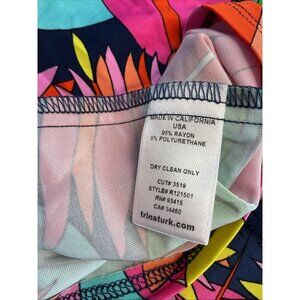 MADE IN CALIFORNIA
USA
95% RAYON
5% POLYURETHANE
DRY CLEAN ONLY
CUT# 3519
STYLE# R121501
RN# 93415
CA# 34460
trinaturk.com